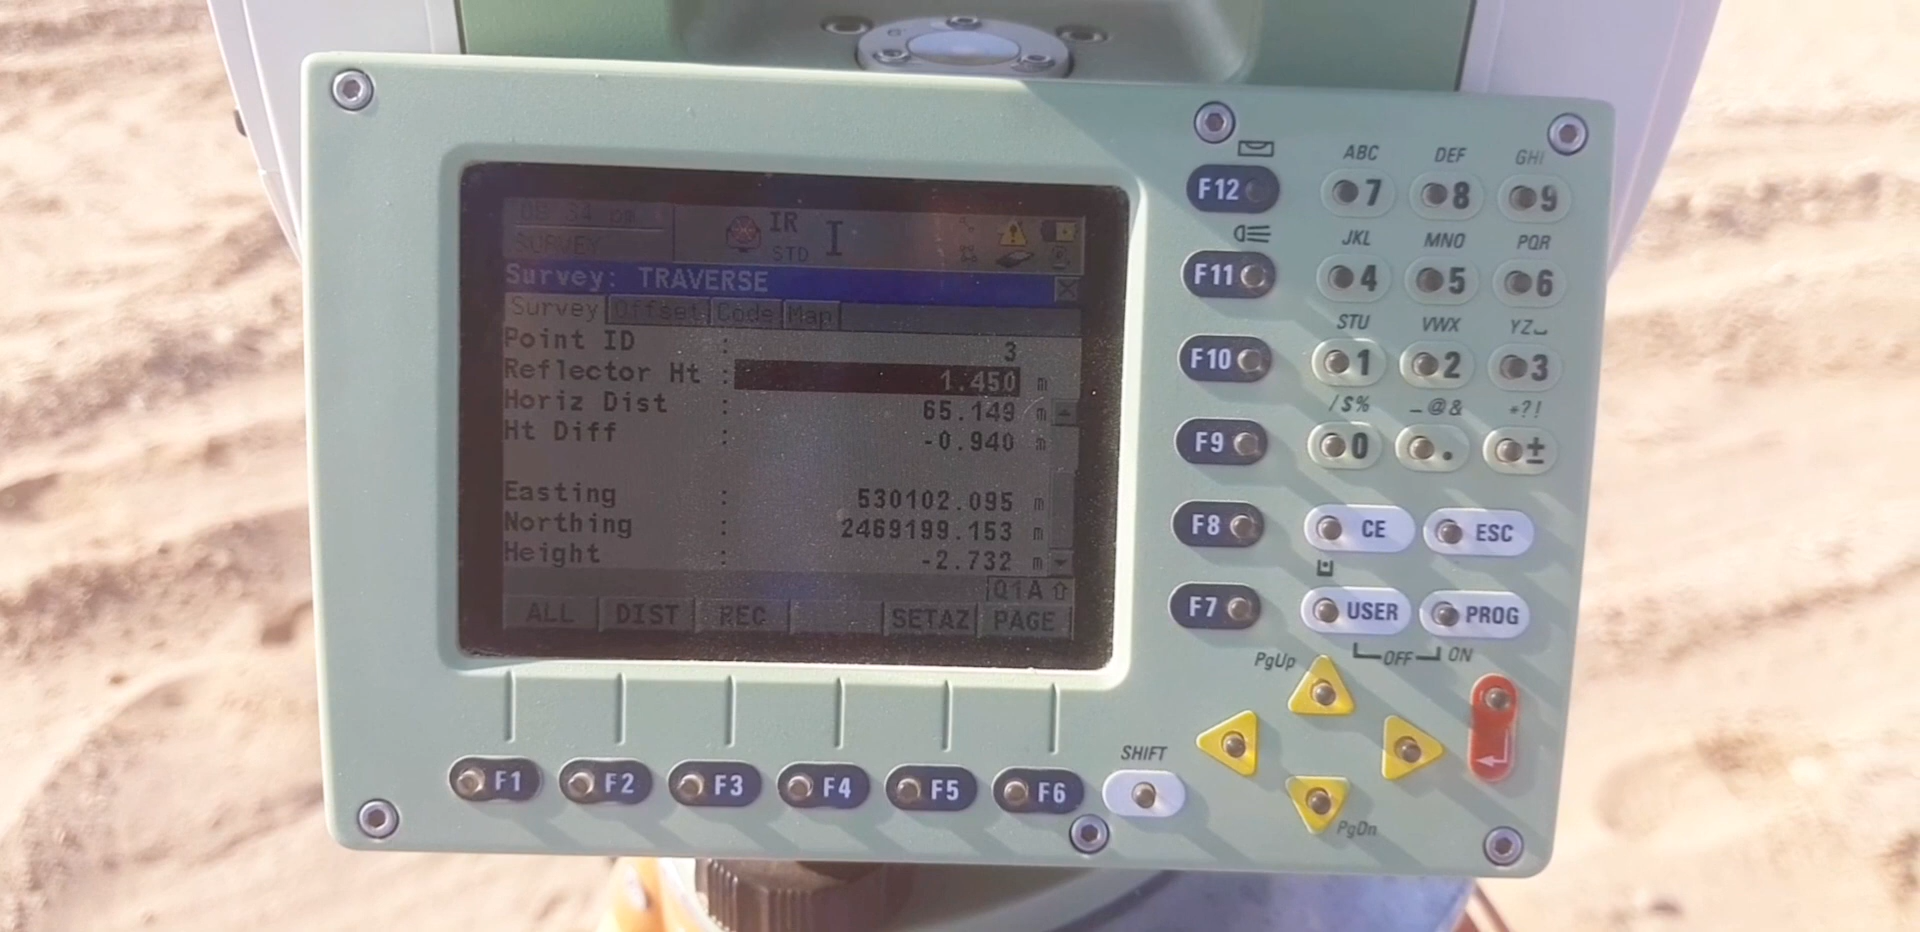 08:34 pm
SURVEY
IR
STD
I
Survey: TRAVERSE
Survey Offset Code Map
Point ID : 3
Reflector Ht : 1.450 m
Horiz Dist : 65.149 m
Ht Diff : -0.940 m
Easting : 530102.095 m
Northing : 2469199.153 m
Height : -2.732 m
Q1A
ALL DIST REC SETAZ PAGE
F1 F2 F3 F4 F5 F6
SHIFT
F12
F11
F10
F9
F8
F7
ABC DEF GHI
7 8 9
JKL MNO PQR
4 5 6
STU VWX YZ
1 2 3
/$% _@& *?!
0 . ±
CE ESC
USER PROG
OFF ON
PgUp
PgDn